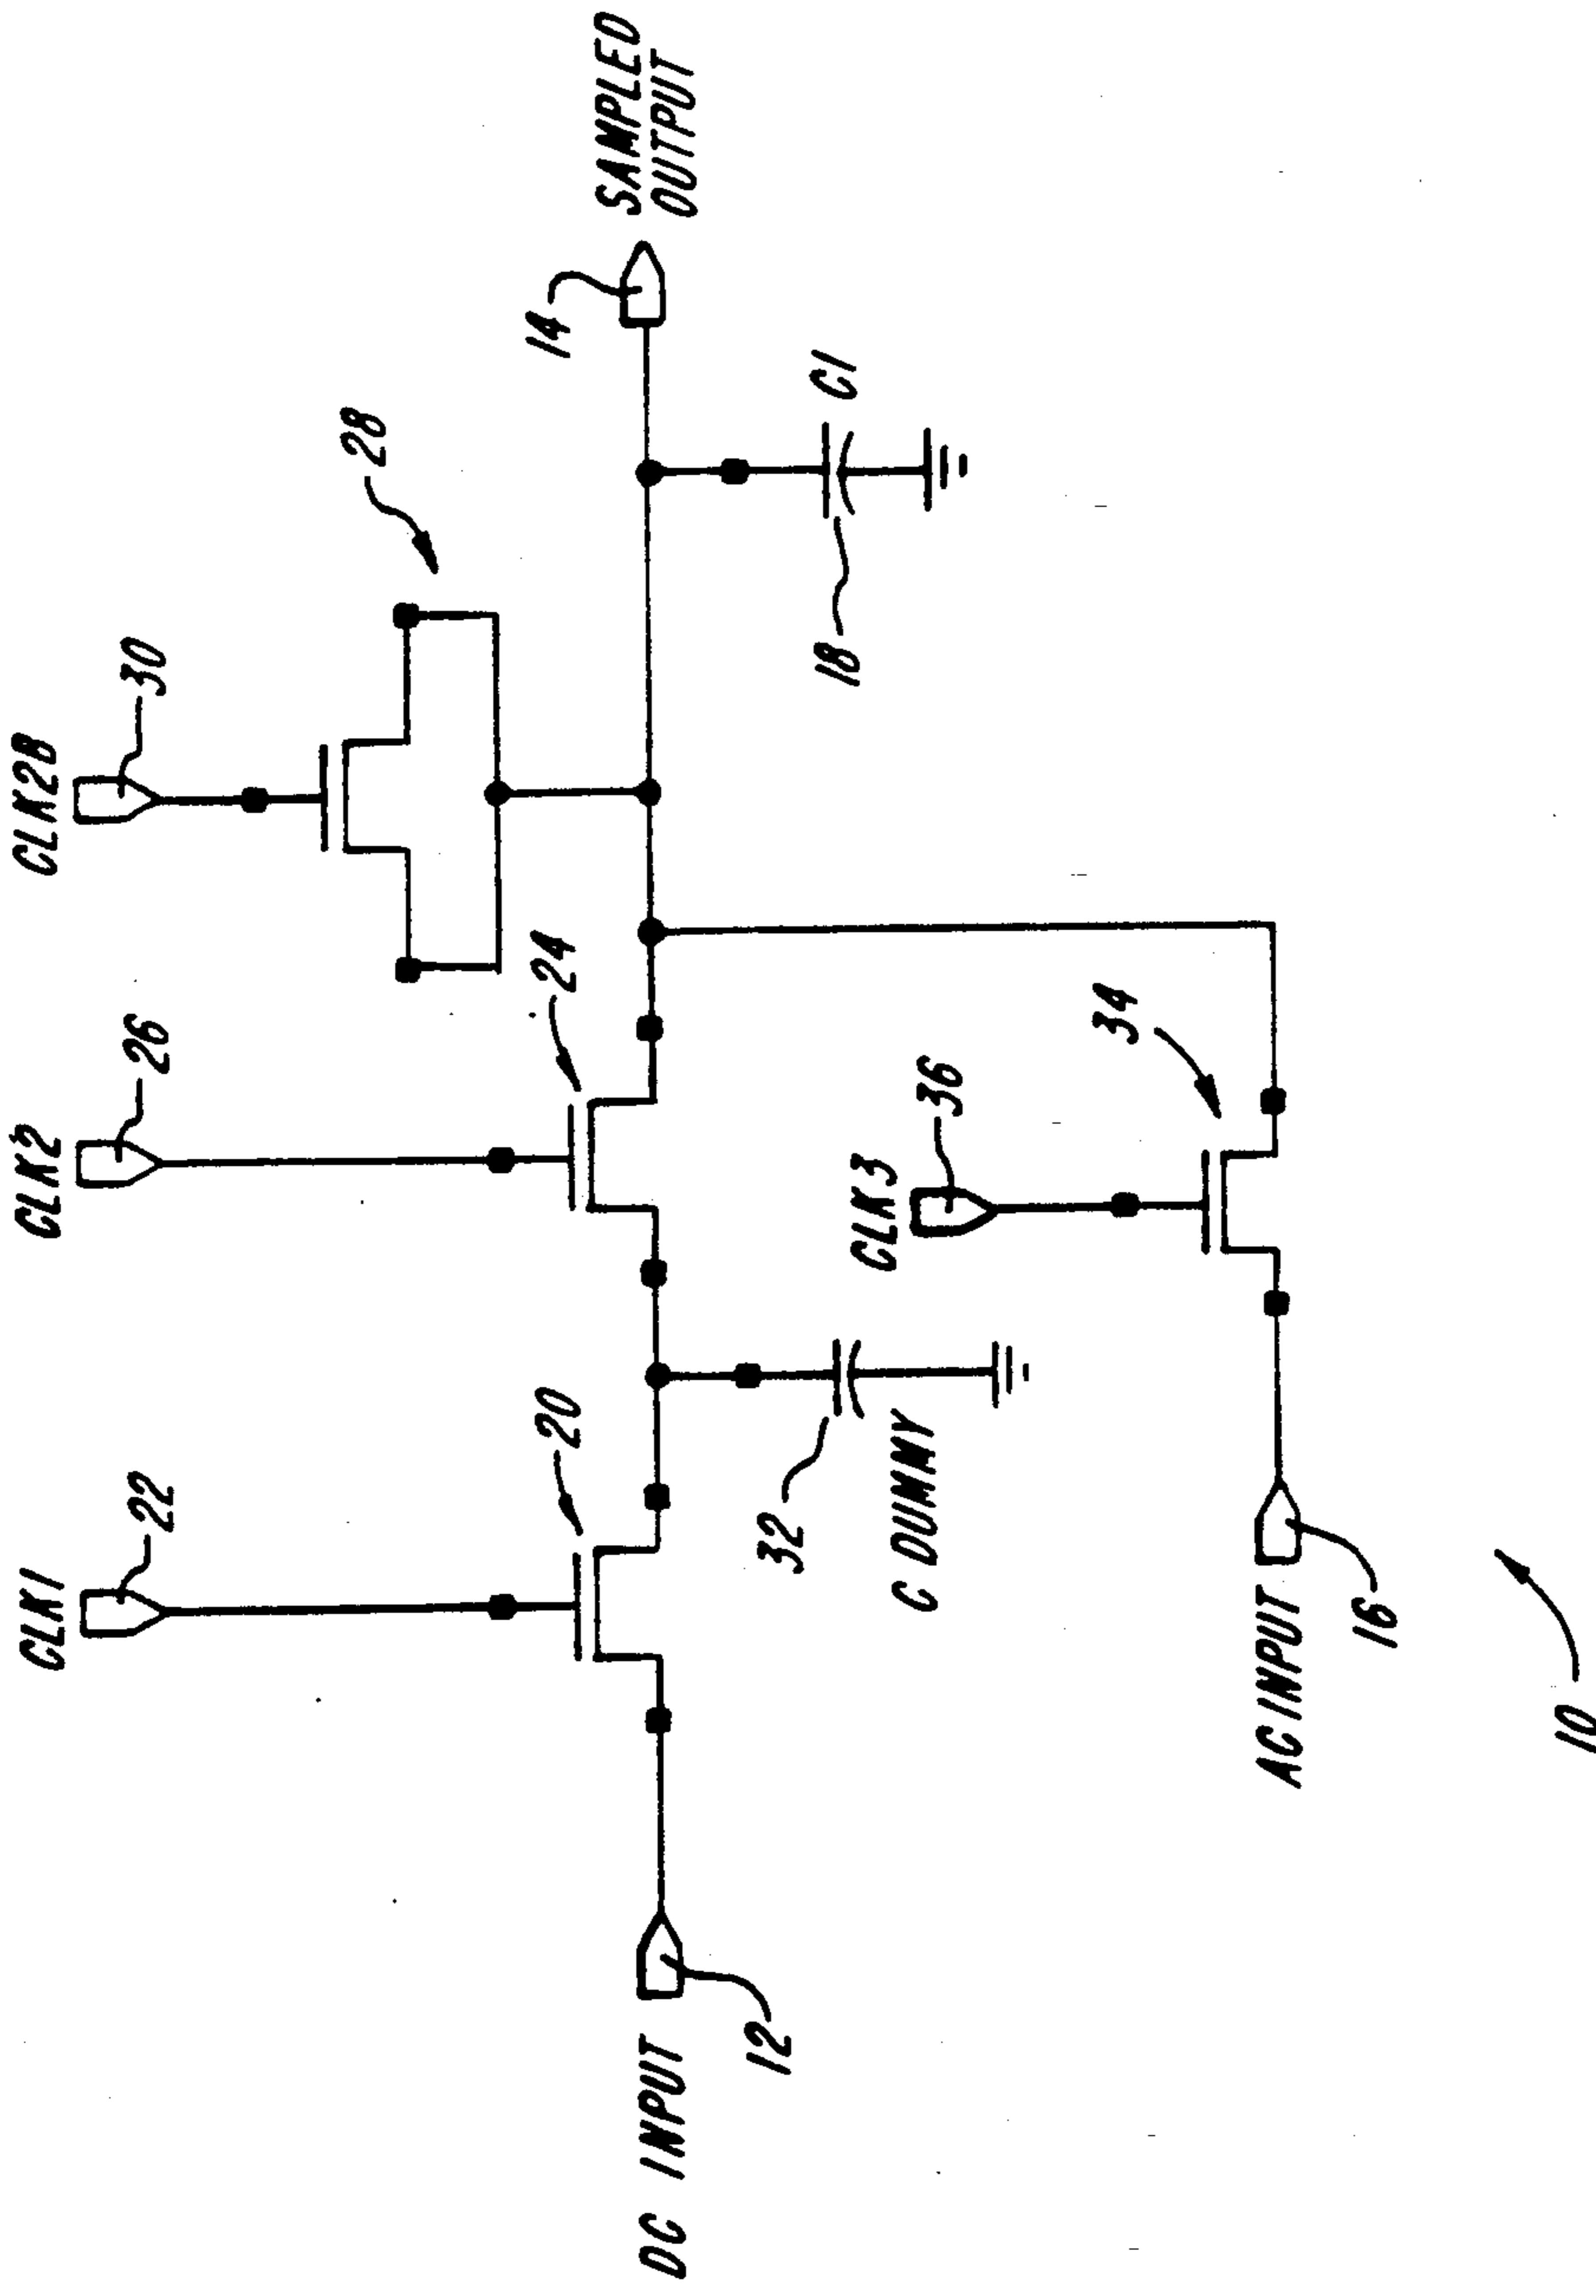 CLK1
22
CLK2
26
CLK2B
30
28
20
24
14
SAMPLED
OUTPUT
DC INPUT
12
32
C DUMMY
18
C1
CLK3
36
34
AC INPUT
16
10